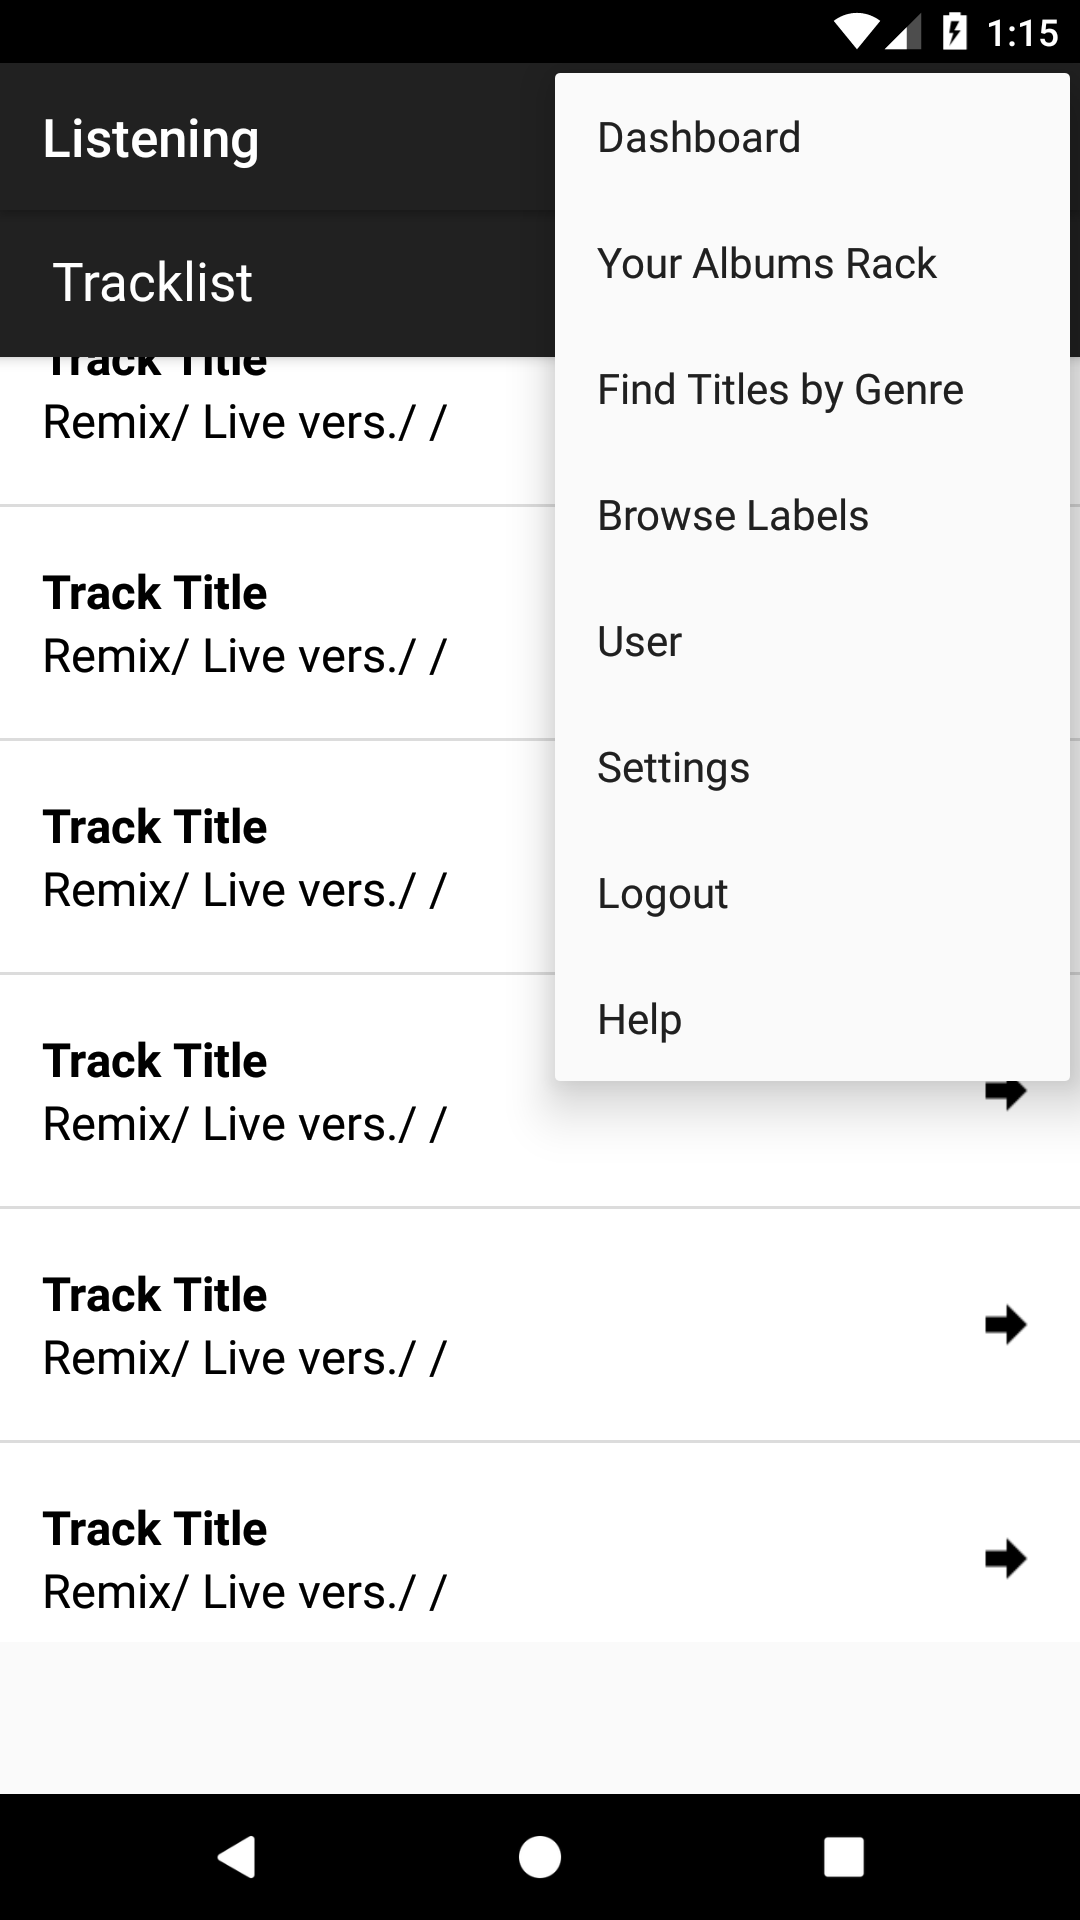 1:15
Listening
Tracklist
Dashboard
Your Albums Rack
Find Titles by Genre
Browse Labels
User
Settings
Logout
Help
Track Title
Remix/ Live vers./ /
Track Title
Remix/ Live vers./ /
Track Title
Remix/ Live vers./ /
Track Title
Remix/ Live vers./ /
Track Title
Remix/ Live vers./ /
Track Title
Remix/ Live vers./ /